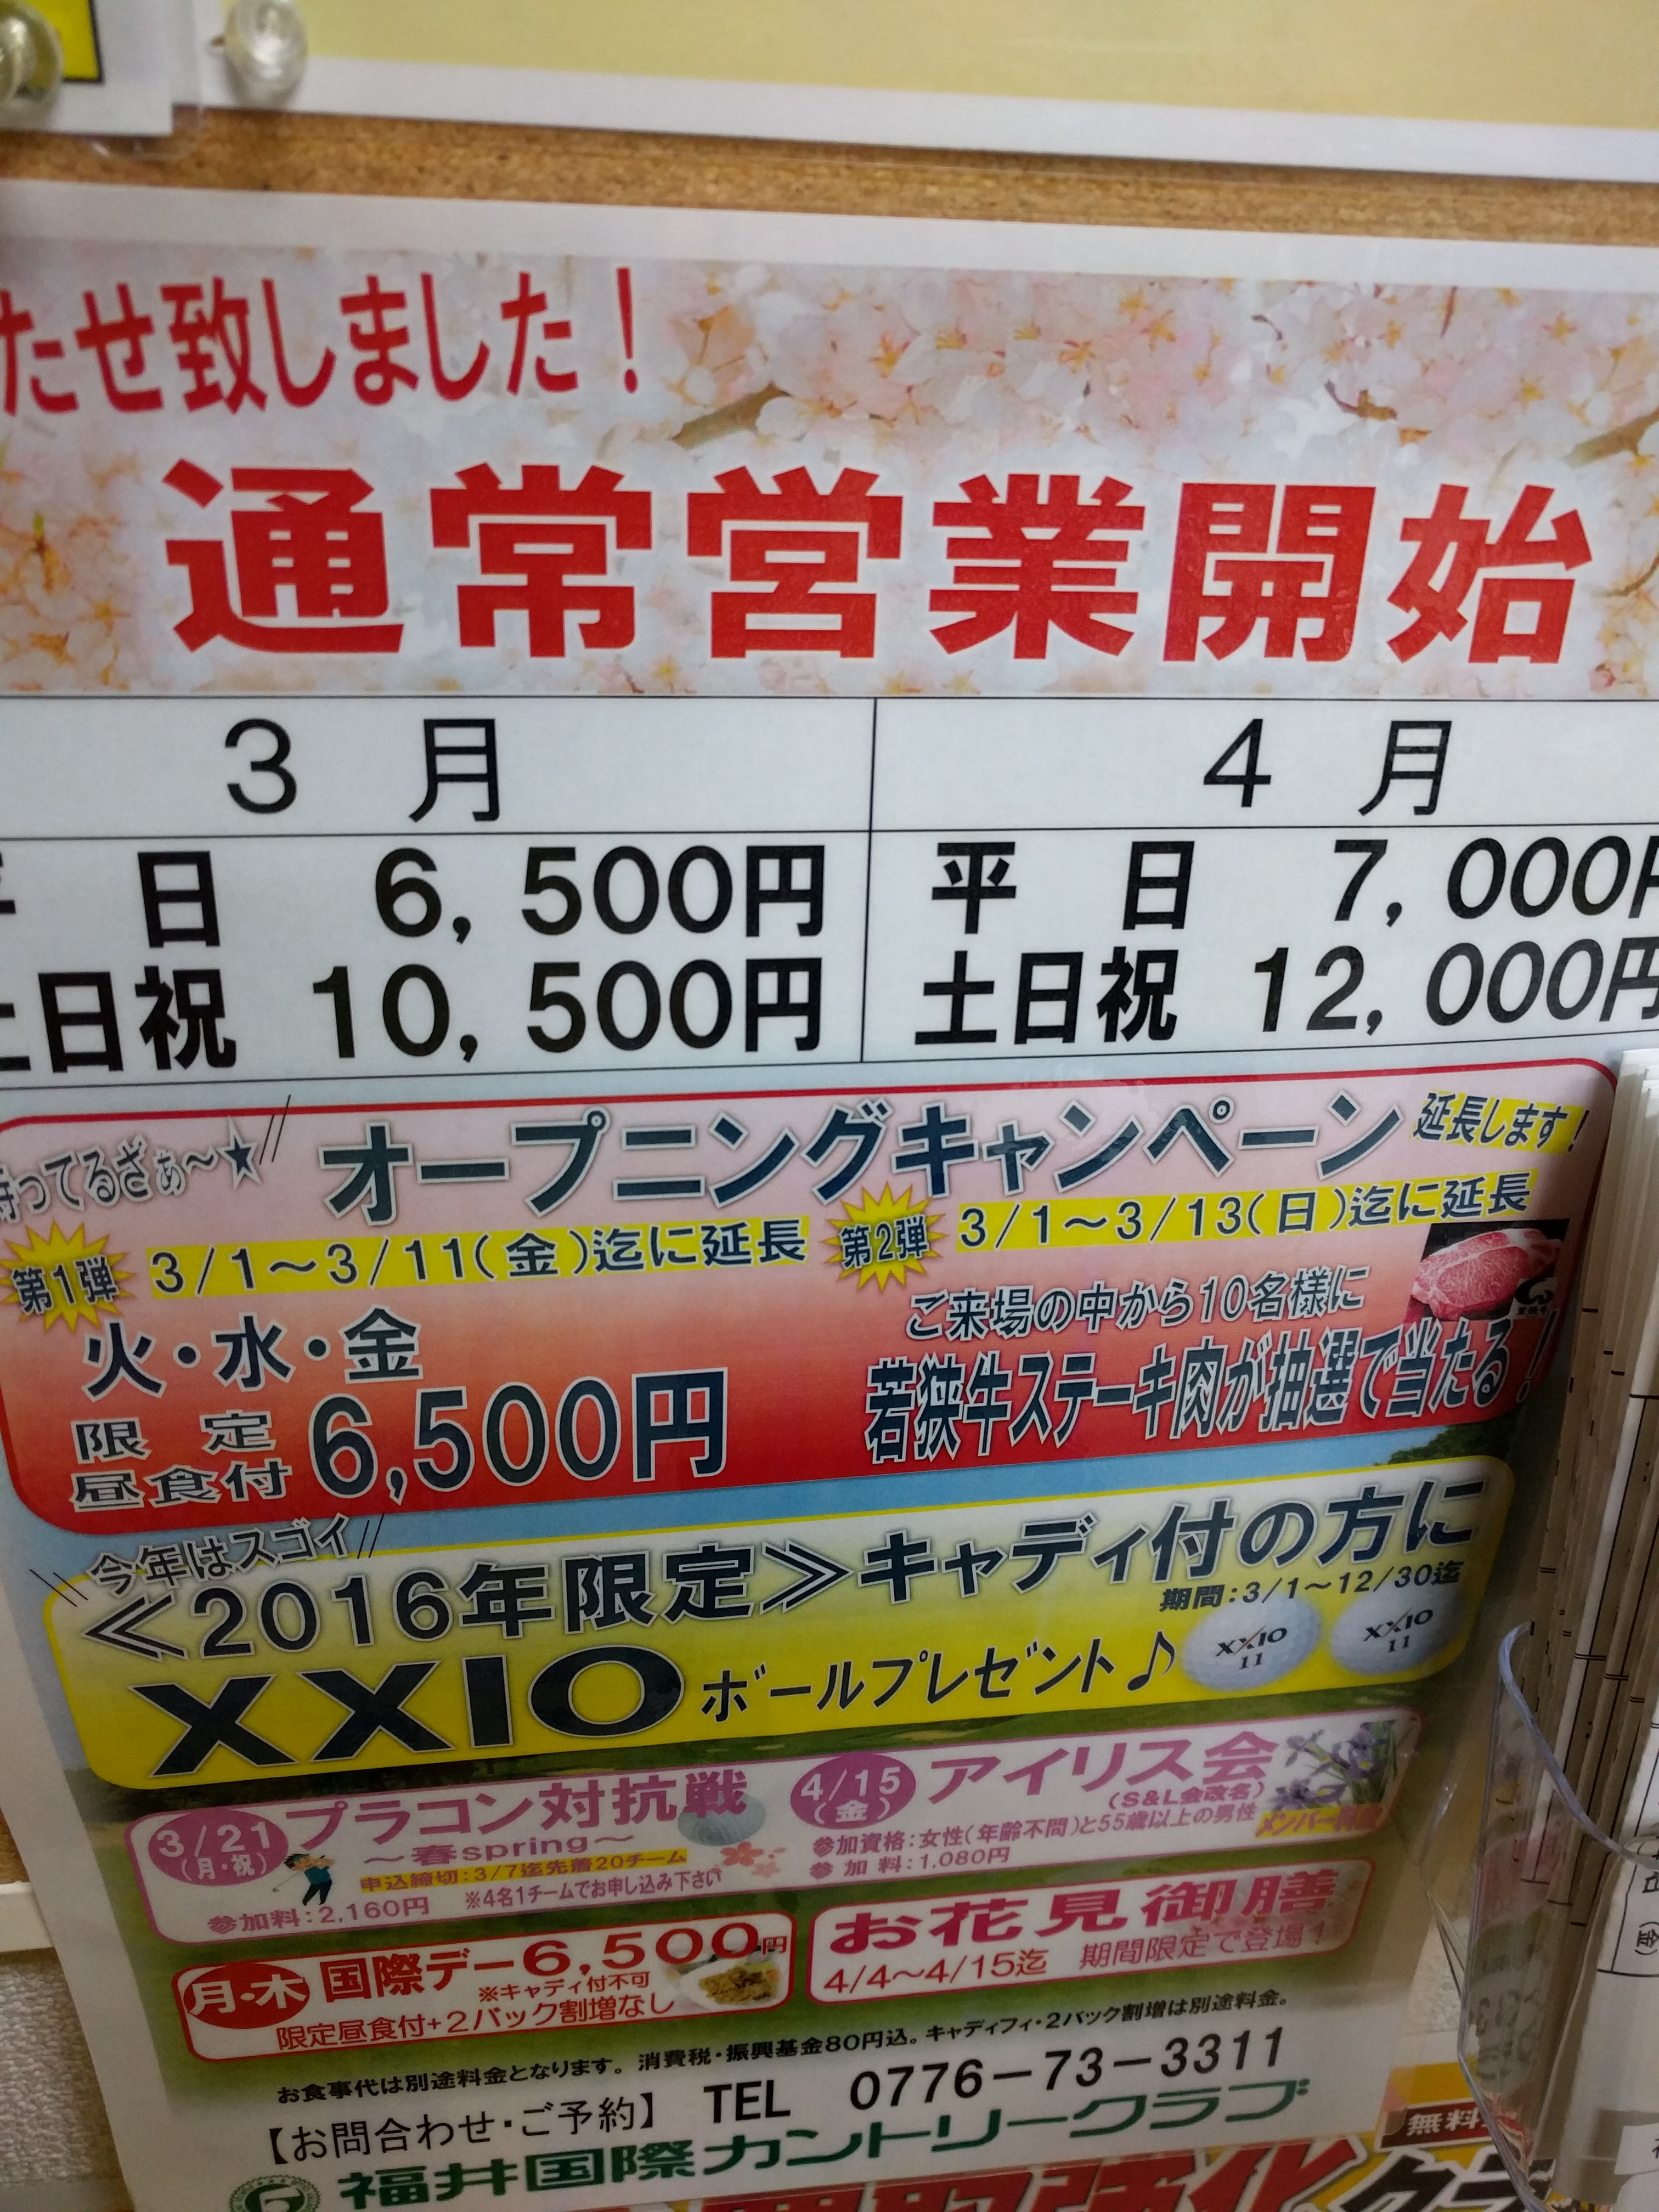 たせ致しました！
通常営業開始
3月 4月
日 6,500円 平日 7,000円
土日祝 10,500円 土日祝 12,000円
待ってるざぁ～★ オープニングキャンペーン 延長します！
第1弾 3/1～3/11(金)迄に延長
火・水・金
限定
昼食付 6,500円
第2弾 3/1～3/13(日)迄に延長
ご来場の中から10名様に
若狭牛ステーキ肉が抽選で当たる！
今年はスゴイ
≪2016年限定≫キャディ付の方に
期間:3/1～12/30迄
XXIO ボールプレゼント♪
XXIO 11
XXIO 11
3/21(月・祝) プラコン対抗戦
～春spring～
申込締切:3/7迄先着20チーム
参加料:2,160円 ※4名1チームでお申し込み下さい
4/15(金) アイリス会
(S&L会改名)
参加資格:女性(年齢不問)と55歳以上の男性
参加料:1,080円
メンバー料金
月・木 国際デー6,500円
※キャディ付不可
限定昼食付+2バック割増なし
お花見御膳
4/4～4/15迄 期間限定で登場！
お食事代は別途料金となります。消費税・振興基金80円込。キャディフィ・2バック割増は別途料金。
【お問合わせ・ご予約】 TEL 0776-73-3311
福井国際カントリークラブ
無料